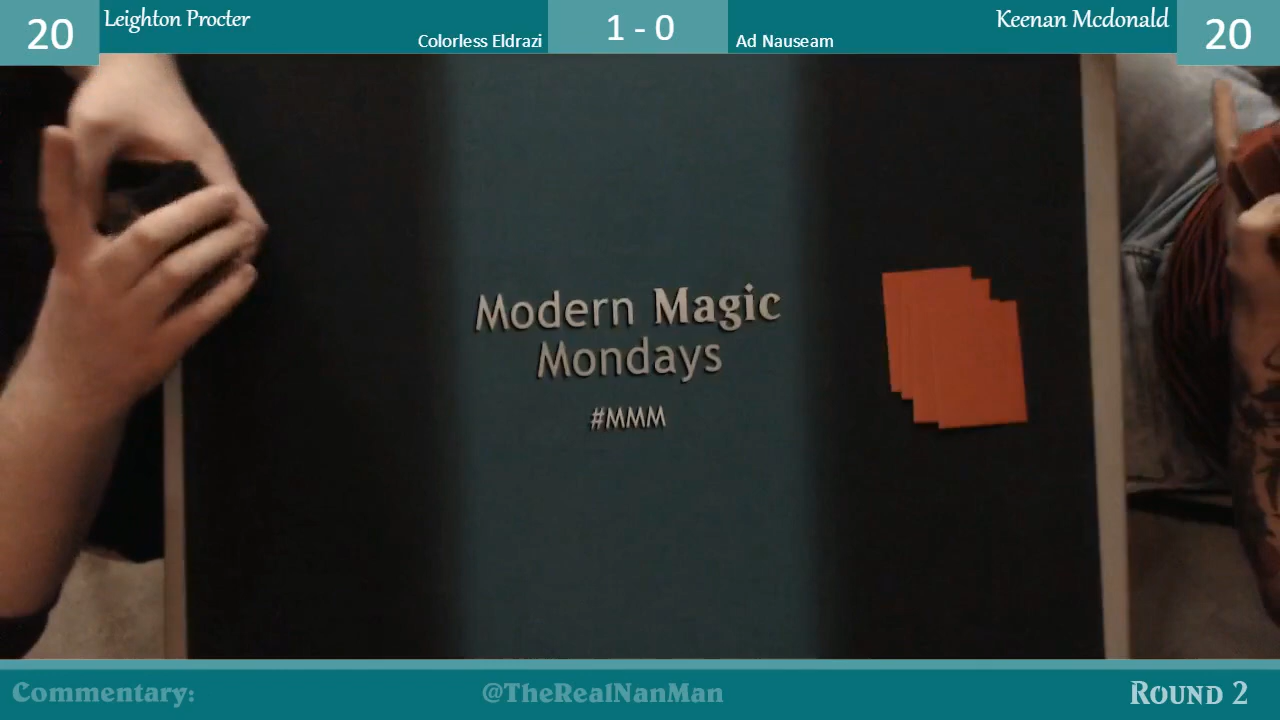 20
Leighton Procter
Colorless Eldrazi
1 - 0
Keenan Mcdonald
Ad Nauseam
20
Modern Magic
Mondays
#MMM
Commentary:
@TheRealNanMan
Round 2